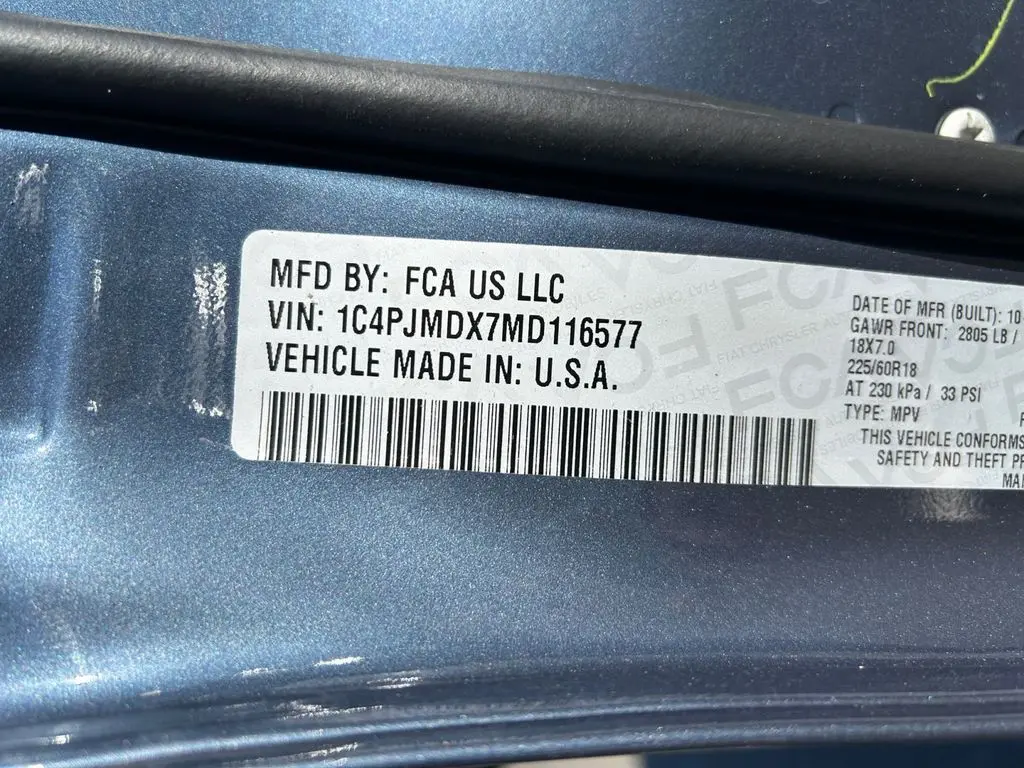 MFD BY: FCA US LLC
VIN: 1C4PJMDX7MD116577
VEHICLE MADE IN: U.S.A.
DATE OF MFR (BUILT): 10
GAWR FRONT: 2805 LB /
18X7.0
225/60R18
AT 230 kPa / 33 PSI
TYPE: MPV
THIS VEHICLE CONFORMS
SAFETY AND THEFT